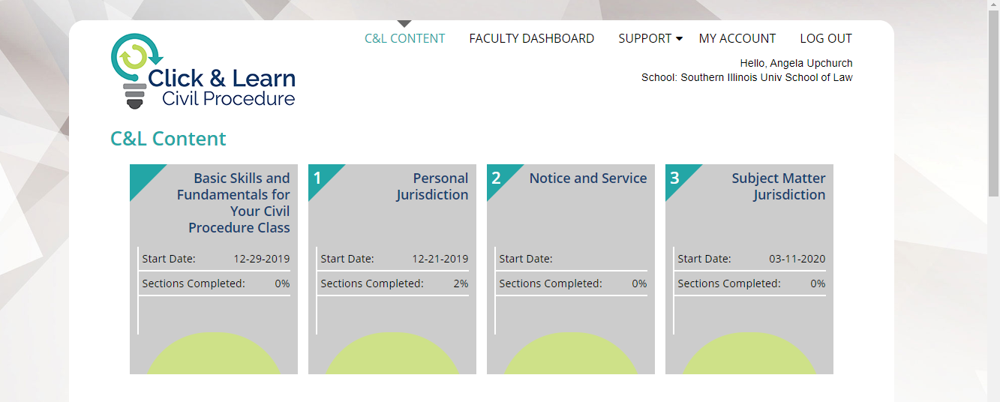 C&L CONTENT FACULTY DASHBOARD SUPPORT MY ACCOUNT LOG OUT
Hello, Angela Upchurch
School: Southern Illinois Univ School of Law
Click & Learn
Civil Procedure
C&L Content
Basic Skills and
Fundamentals for
Your Civil
Procedure Class
Start Date: 12-29-2019
Sections Completed: 0%
1 Personal
Jurisdiction
Start Date: 12-21-2019
Sections Completed: 2%
2 Notice and Service
Start Date:
Sections Completed: 0%
3 Subject Matter
Jurisdiction
Start Date: 03-11-2020
Sections Completed: 0%